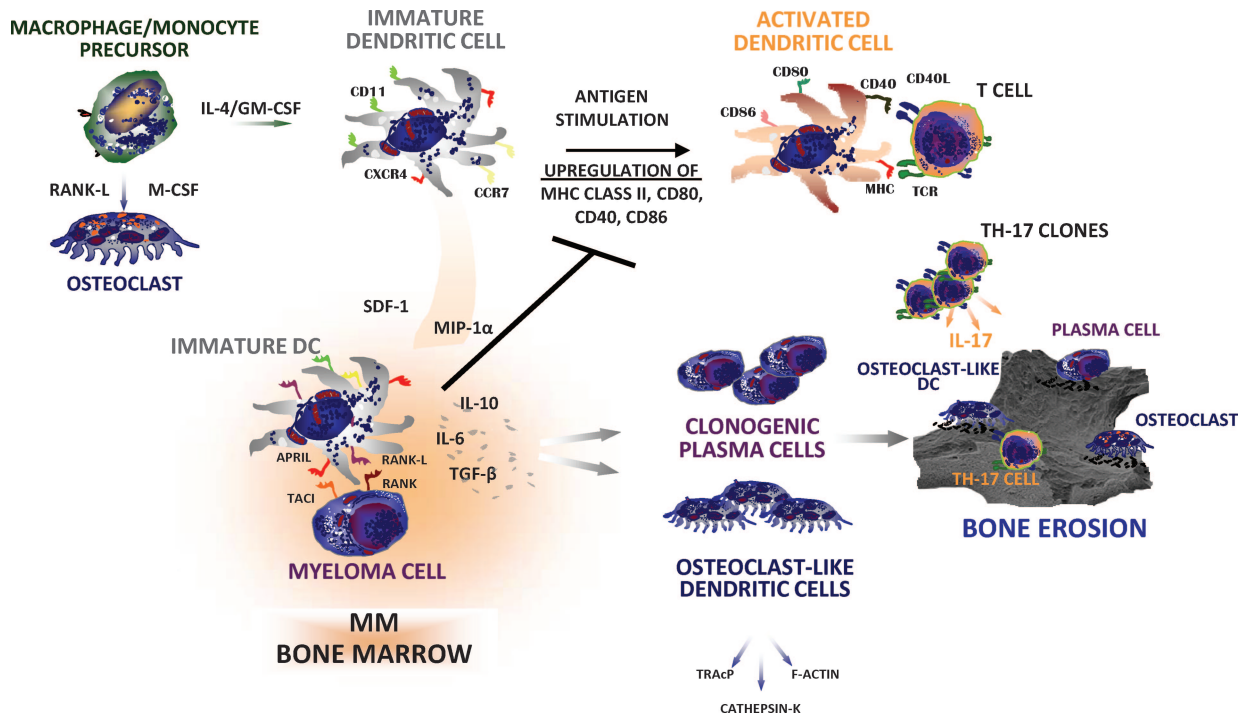 MACROPHAGE/MONOCYTE
PRECURSOR
IL-4/GM-CSF
RANK-L
M-CSF
OSTEOCLAST
IMMATURE
DENDRITIC CELL
CD11
CXCR4
CCR7
ANTIGEN
STIMULATION
UPREGULATION OF
MHC CLASS II, CD80,
CD40, CD86
ACTIVATED
DENDRITIC CELL
CD80
CD86
CD40
CD40L
T CELL
MHC
TCR
TH-17 CLONES
IL-17
SDF-1
MIP-1α
IMMATURE DC
IL-10
IL-6
TGF-β
APRIL
RANK-L
TACI
RANK
MYELOMA CELL
MM
BONE MARROW
CLONOGENIC
PLASMA CELLS
OSTEOCLAST-LIKE
DENDRITIC CELLS
TRAcP
F-ACTIN
CATHEPSIN-K
PLASMA CELL
OSTEOCLAST-LIKE
DC
OSTEOCLAST
TH-17 CELL
BONE EROSION